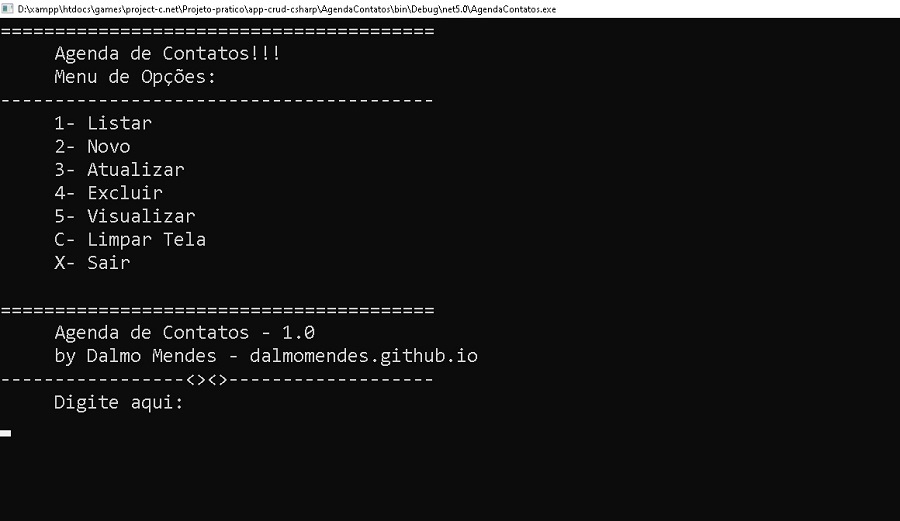 D:\xampp\htdocs\games\project-c.net\Projeto-pratico\app-crud-csharp\AgendaContatos\bin\Debug\net5.0\AgendaContatos.exe
========================================
Agenda de Contatos!!!
Menu de Opções:
----------------------------------------
1- Listar
2- Novo
3- Atualizar
4- Excluir
5- Visualizar
C- Limpar Tela
X- Sair
========================================
Agenda de Contatos - 1.0
by Dalmo Mendes - dalmomendes.github.io
-----------------<><>-------------------
Digite aqui: